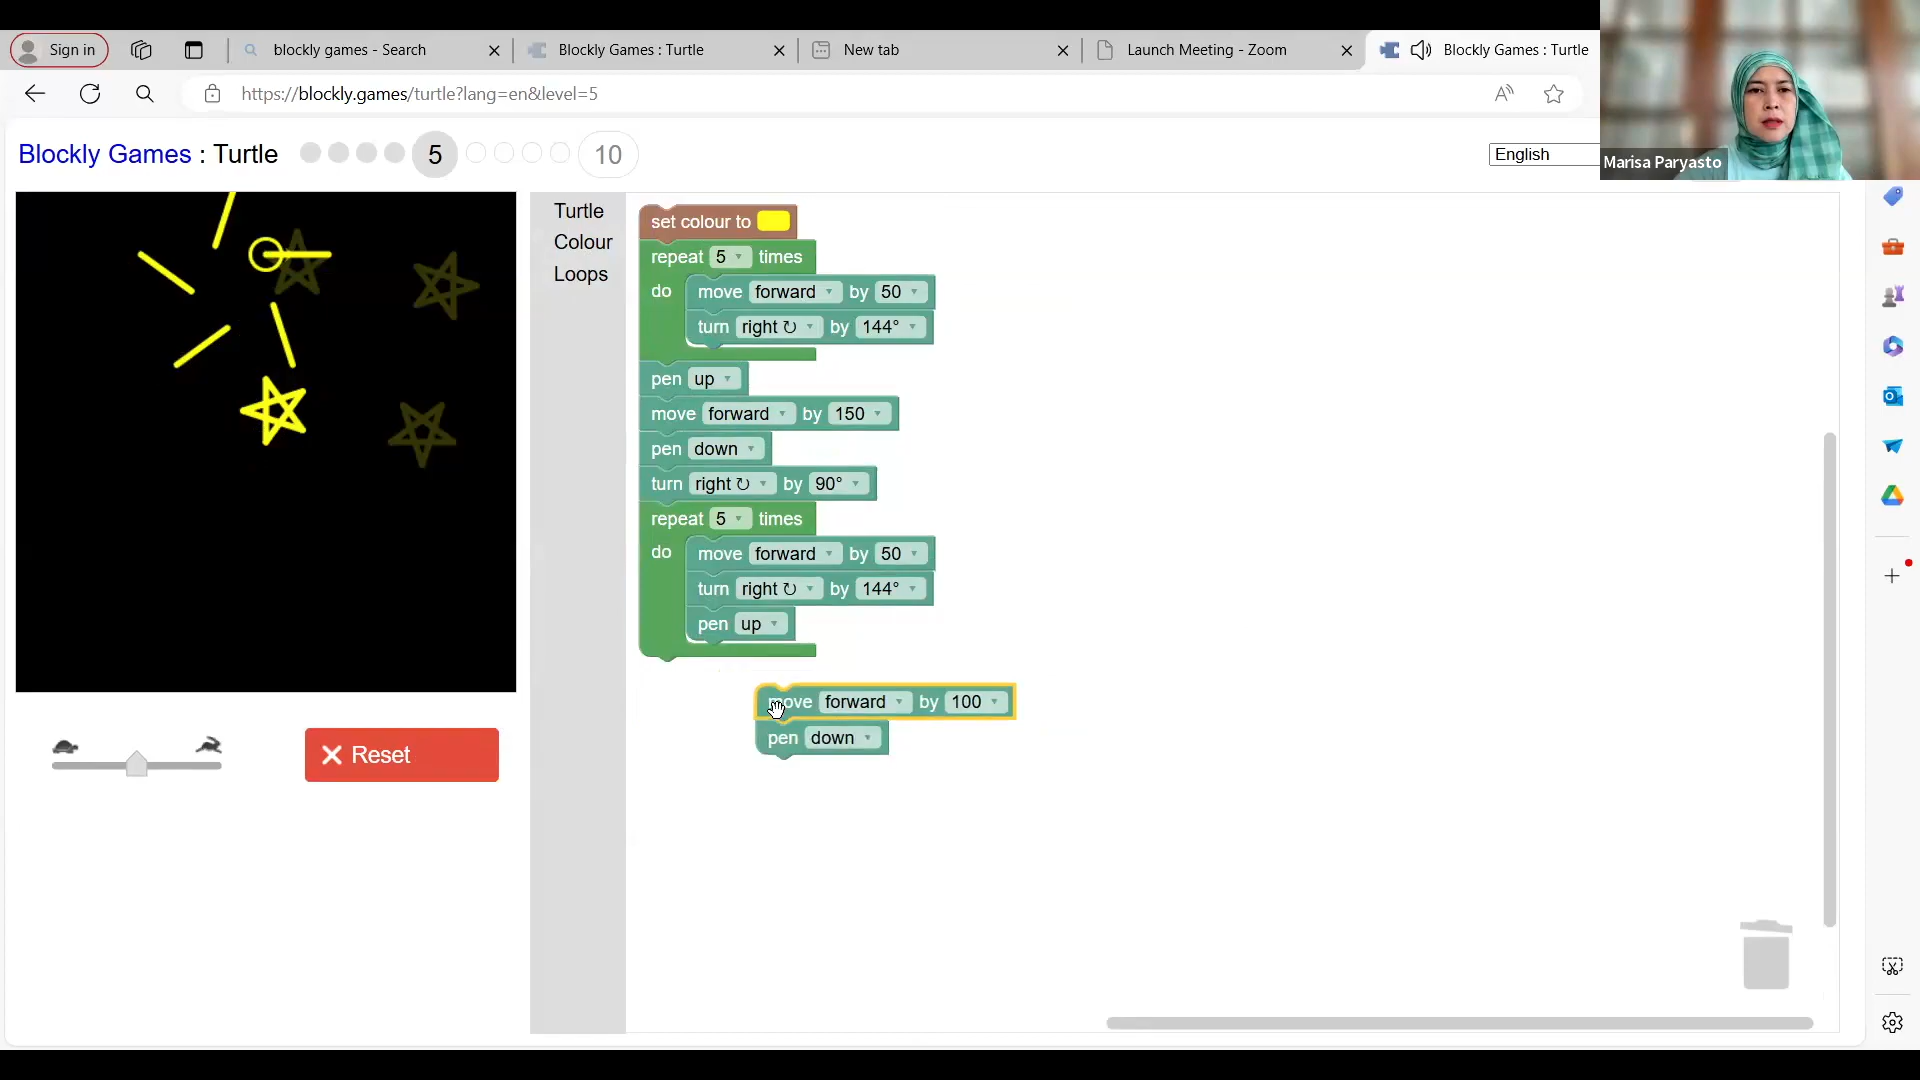 Sign in
blockly games - Search
Blockly Games : Turtle
New tab
Launch Meeting - Zoom
Blockly Games : Turtle
https://blockly.games/turtle?lang=en&level=5
Blockly Games : Turtle
5
10
English
Marisa Paryasto
Turtle
Colour
Loops
set colour to
repeat 5 times
do move forward by 50
turn right ↻ by 144°
pen up
move forward by 150
pen down
turn right ↻ by 90°
repeat 5 times
do move forward by 50
turn right ↻ by 144°
pen up
move forward by 100
pen down
Reset